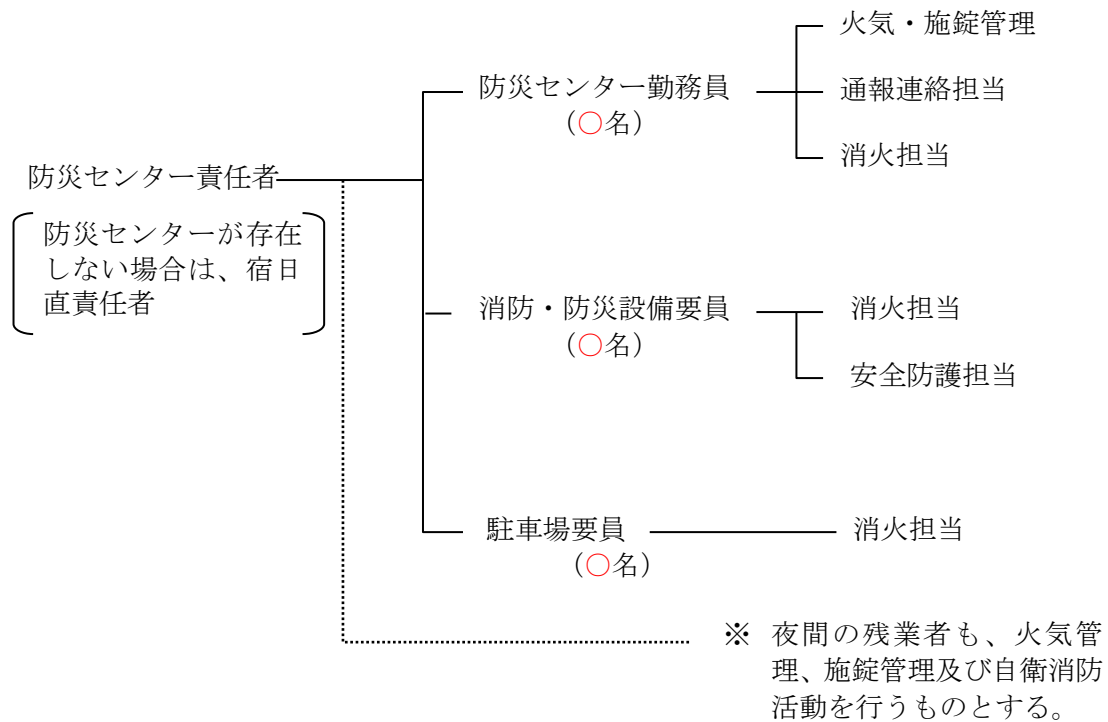 火気・施錠管理
防災センター勤務員
通報連絡担当
(○名)
消火担当
防災センター責任者
防災センターが存在
しない場合は、宿日
直責任者
消防・防災設備要員
消火担当
(○名)
安全防護担当
駐車場要員
消火担当
(○名)
※ 夜間の残業者も、火気管
理、施錠管理及び自衛消防
活動を行うものとする。